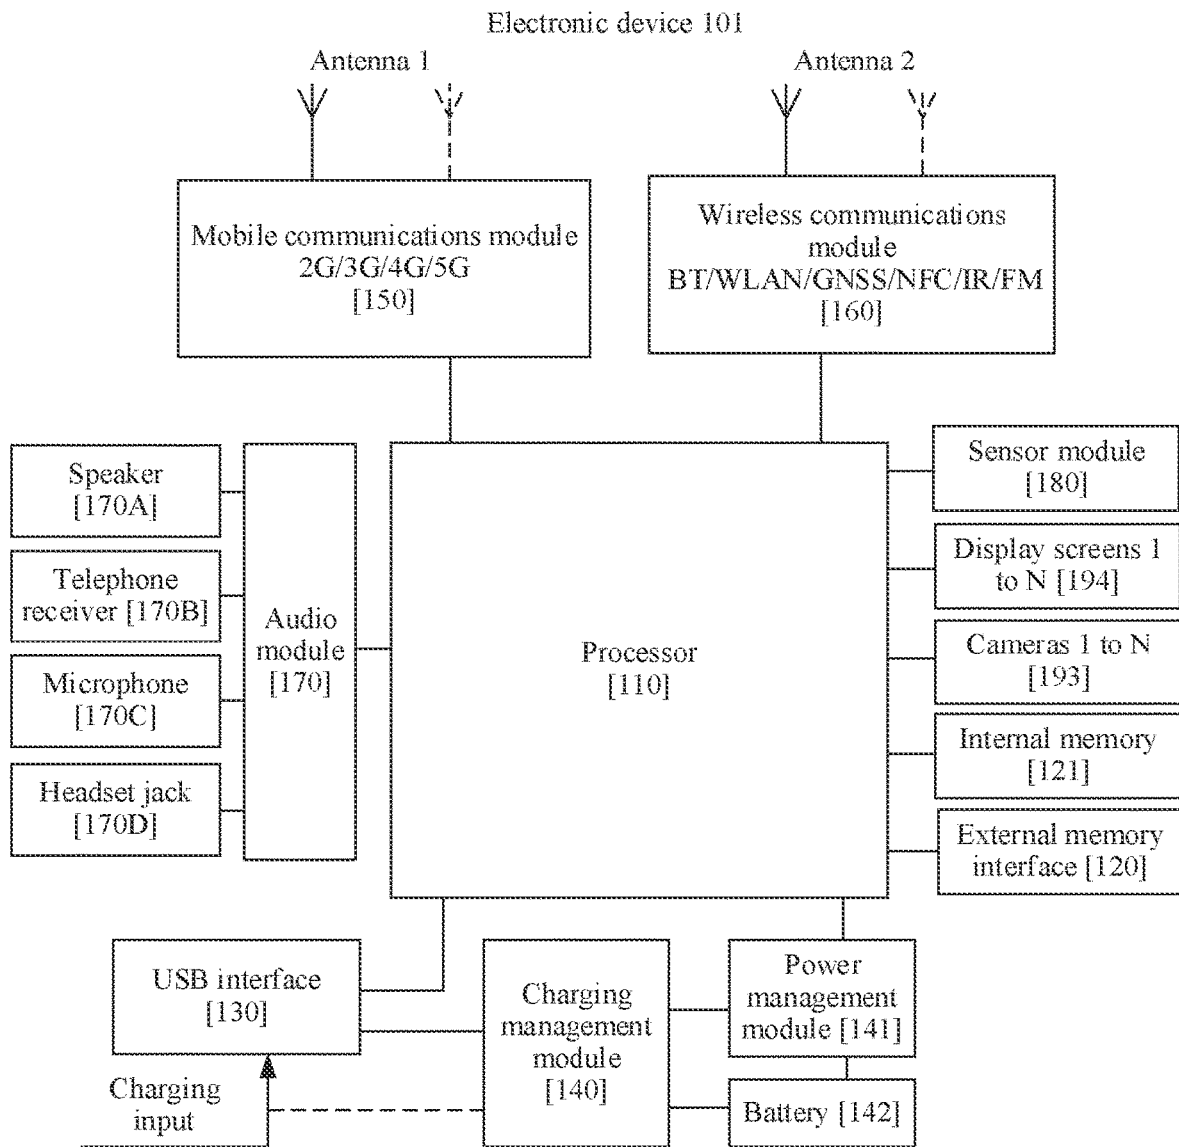 Electronic device 101
Antenna 1
Antenna 2
Mobile communications module
2G/3G/4G/5G
[150]
Wireless communications
module
BT/WLAN/GNSS/NFC/IR/FM
[160]
Speaker
[170A]
Telephone
receiver [170B]
Microphone
[170C]
Headset jack
[170D]
Audio
module
[170]
Processor
[110]
Sensor module
[180]
Display screens 1
to N [194]
Cameras 1 to N
[193]
Internal memory
[121]
External memory
interface [120]
USB interface
[130]
Charging
management
module
[140]
Power
management
module [141]
Battery [142]
Charging
input